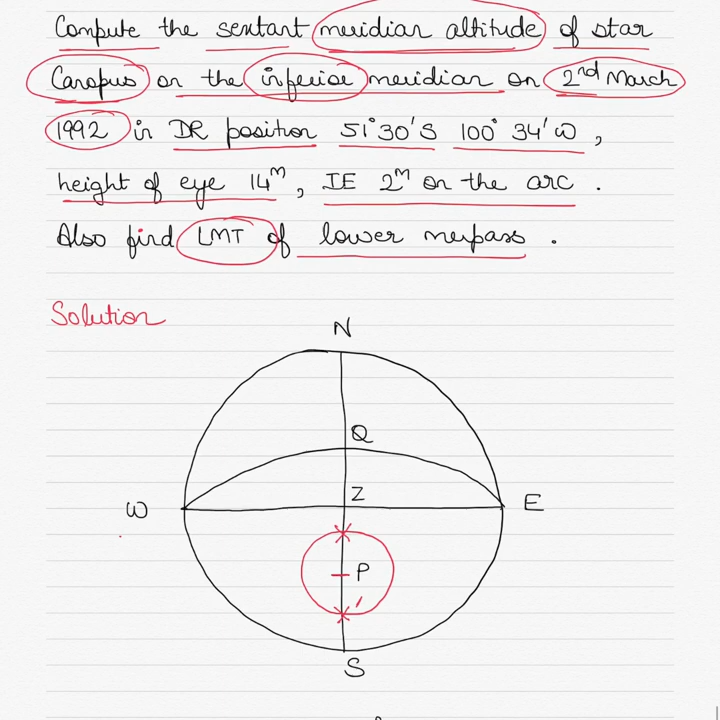 Compute the sextant meridian altitude of star
Canopus on the inferior meridian on 2nd March
1992 in DR position 51°30'S 100° 34'W ,
height of eye 14m , IE 2m on the arc .
Also find LMT of lower merpass .
Solution
N
Q
Z
W
E
P
S